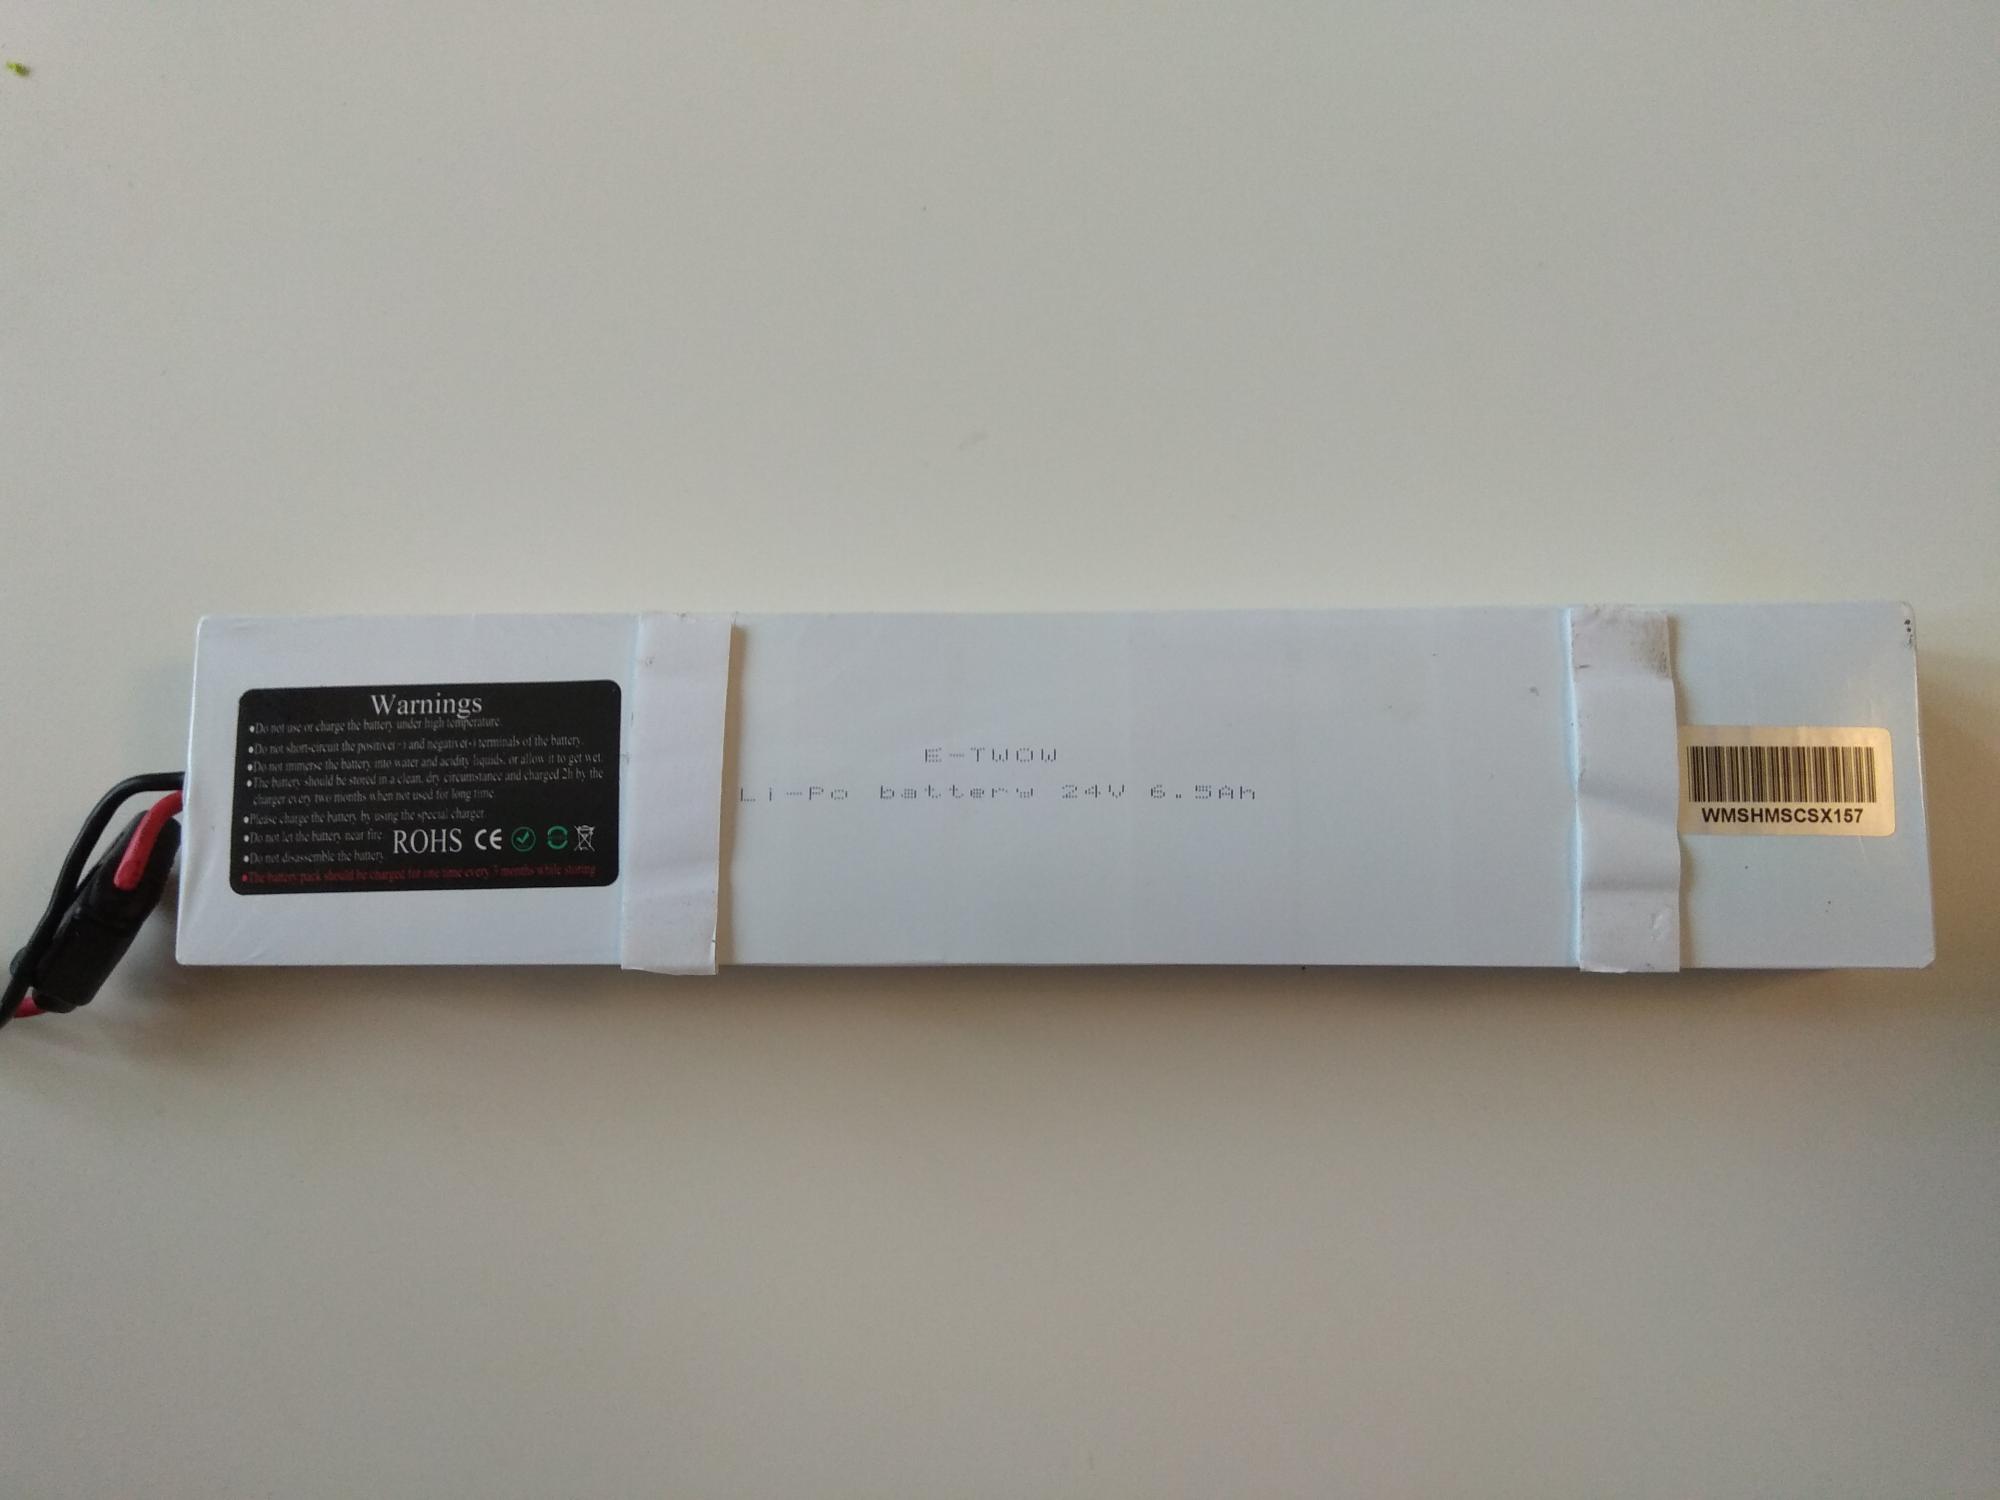 Warnings
●Do not use or charge the battery under high temperature.
●Do not short-circuit the positive(-) and negative(-) terminals of the battery.
●Do not immerse the battery into water and acidity liquids, or allow it to get wet.
●The battery should be stored in a clean, dry circumstance and charged 2h by the
charger every two months when not used for long time.
●Please charge the battery by using the special charger.
●Do not let the battery near fire.
●Do not disassemble the battery.
ROHS CE
●The battery pack should be charged for one time every 3 months while storing
E-TWOW
Li-Po battery 24V 6.5Ah
WMSHMSCSX157